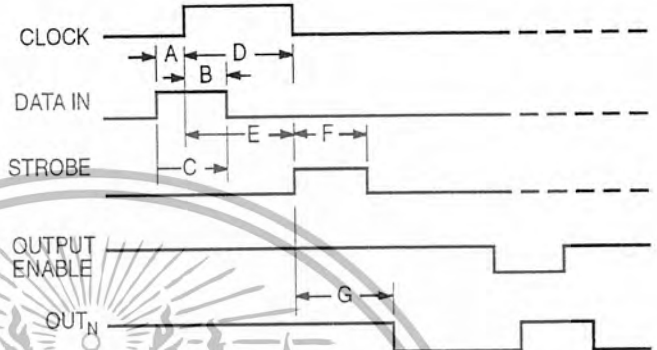 CLOCK
A D
B
DATA IN
E F
STROBE
C
OUTPUT
ENABLE
G
OUTN